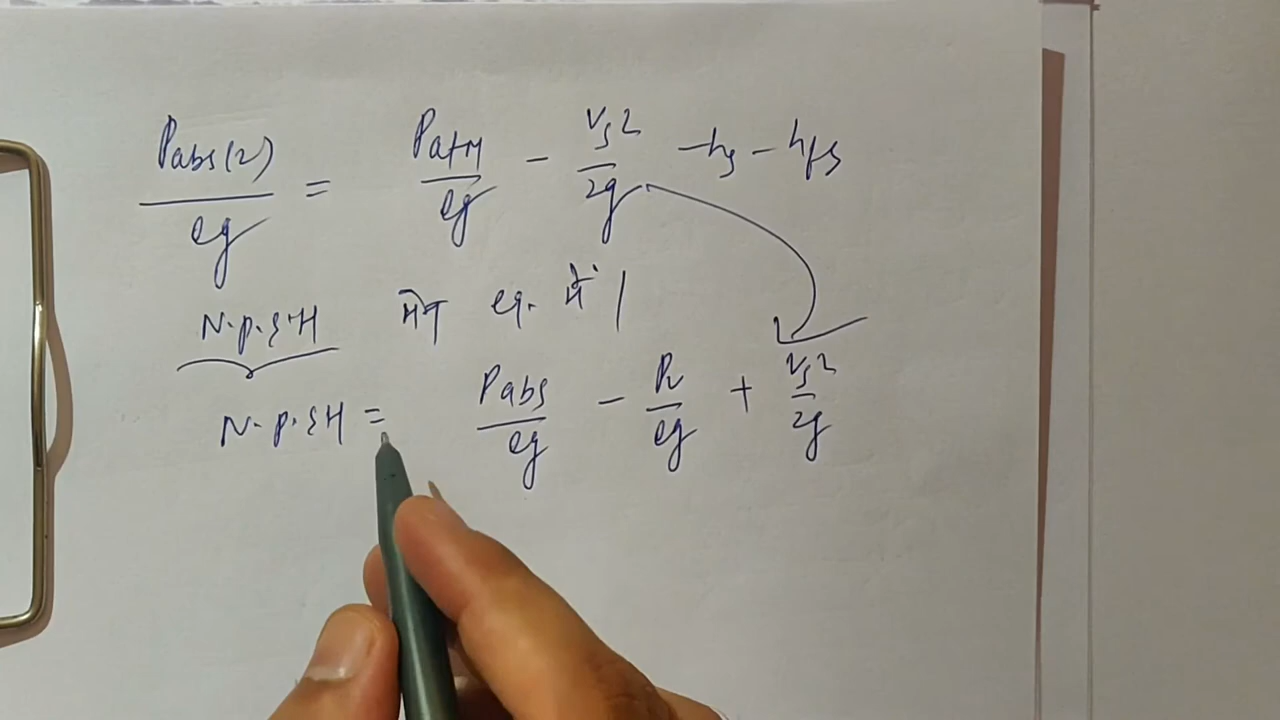 Pabs(2)/ρg = Patm/ρg - Vs²/2g - hs - hfs
N.P.S.H मेन eq. में |
N.P.S.H = Pabs/ρg - Pv/ρg + Vs²/2g